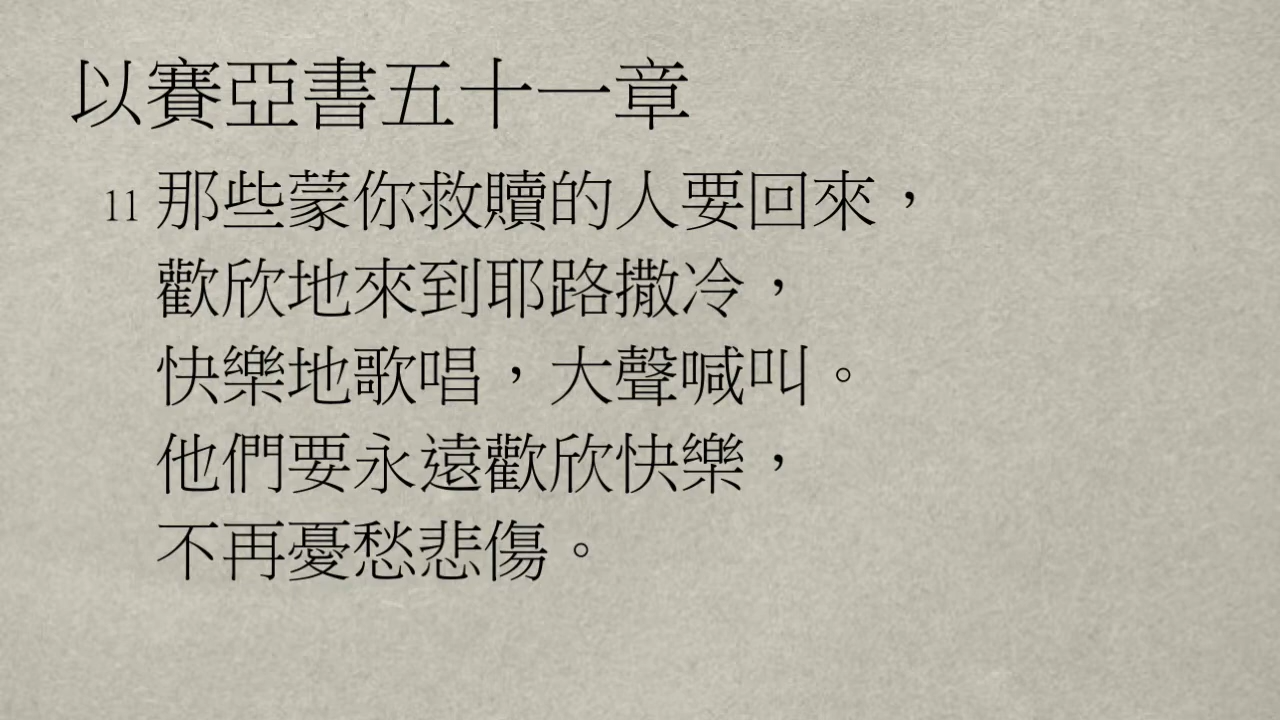 以賽亞書五十一章
11 那些蒙你救贖的人要回來，
歡欣地來到耶路撒冷，
快樂地歌唱，大聲喊叫。
他們要永遠歡欣快樂，
不再憂愁悲傷。